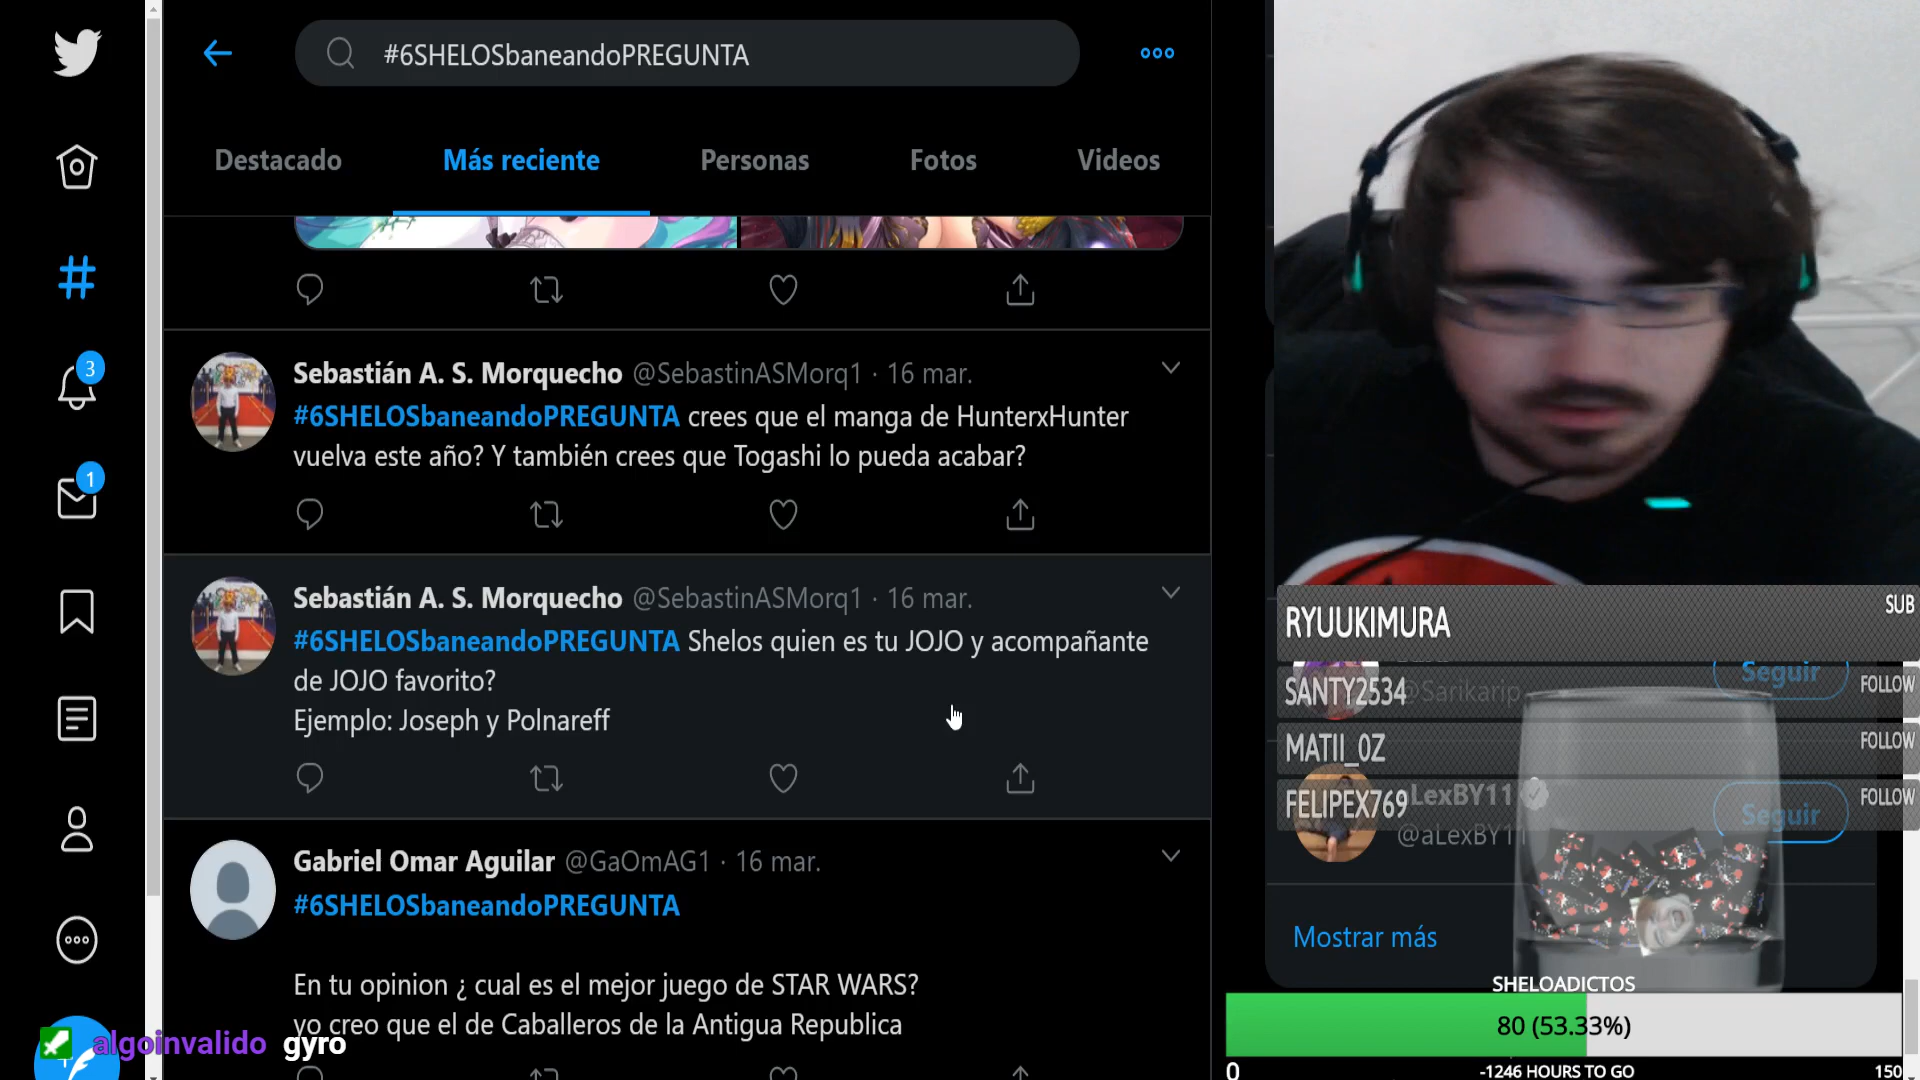 #6SHELOSbaneandoPREGUNTA
Destacado
Más reciente
Personas
Fotos
Videos
3
1
Sebastián A. S. Morquecho @SebastinASMorq1 · 16 mar.
#6SHELOSbaneandoPREGUNTA crees que el manga de HunterxHunter
vuelva este año? Y también crees que Togashi lo pueda acabar?
Sebastián A. S. Morquecho @SebastinASMorq1 · 16 mar.
#6SHELOSbaneandoPREGUNTA Shelos quien es tu JOJO y acompañante
de JOJO favorito?
Ejemplo: Joseph y Polnareff
Gabriel Omar Aguilar @GaOmAG1 · 16 mar.
#6SHELOSbaneandoPREGUNTA
En tu opinion ¿ cual es el mejor juego de STAR WARS?
yo creo que el de Caballeros de la Antigua Republica
algoinvalido gyro
RYUUKIMURA SUB
SANTY2534 FOLLOW
@Sarikarip
Seguir
MATII_0Z FOLLOW
FELIPEX769 FOLLOW
aLexBY11
@aLexBY11
Seguir
Mostrar más
SHELOADICTOS
80 (53.33%)
0
-1246 HOURS TO GO
150